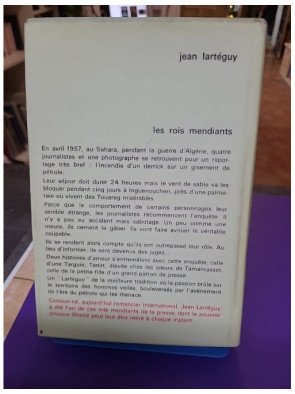 jean lartéguy
les rois mendiants
En avril 1957, au Sahara, pendant la guerre d'Algérie, quatre
journalistes et une photographe se retrouvent pour un repor-
tage très bref : l'incendie d'un derrick sur un gisement de
pétrole.
Leur séjour doit durer 24 heures mais le vent de sable va les
bloquer pendant cinq jours à Inguenouchen, près d'une palme-
raie où vivent des Touareg misérables.
Parce que le comportement de certains personnages leur
semble étrange, les journalistes recommencent l'enquête. Il
n'y a pas eu accident mais sabotage. Un peu comme une
meute, ils cernent le gibier. Ils vont faire avouer le véritable
coupable.
Ils se rendent alors compte qu'ils ont outrepassé leur rôle. Au
lieu d'informer, ils sont devenus des juges.
Deux histoires d'amour s'entremêlent avec cette enquête, celle
d'une Targuia, Tanlit, élevée chez les sœurs de Tamanrasset,
celle de la petite-fille d'un grand patron de presse.
Un "Lartéguy" de la meilleure tradition où la passion brûle sur
le territoire des hommes voilés, bouleversés par l'avènement
de l'ère du pétrole qui les menace.
Conteur-né, aujourd'hui romancier international, Jean Lartéguy
a été l'un de ces rois mendiants de la presse, dont le pouvoir
presque illimité peut leur être retiré à chaque instant.